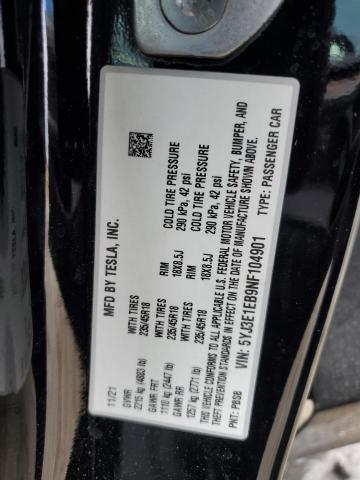 MFD BY TESLA, INC.
11/21
GVWR:
2215 kg (4883 lb)
GAWR FRT
1110 kg (2447 lb)
WITH TIRES
235/45R18
RIM
18X8.5J
COLD TIRE PRESSURE
290 kPa, 42 psi
GAWR RR
1257 kg (2771 lb)
WITH TIRES
235/45R18
RIM
18X8.5J
COLD TIRE PRESSURE
290 kPa, 42 psi
THIS VEHICLE CONFORMS TO ALL APPLICABLE U.S. FEDERAL MOTOR VEHICLE SAFETY, BUMPER, AND
THEFT PREVENTION STANDARDS IN EFFECT ON THE DATE OF MANUFACTURE SHOWN ABOVE.
VIN: 5YJ3E1EB9NF104901
TYPE: PASSENGER CAR
PNT: PBSB